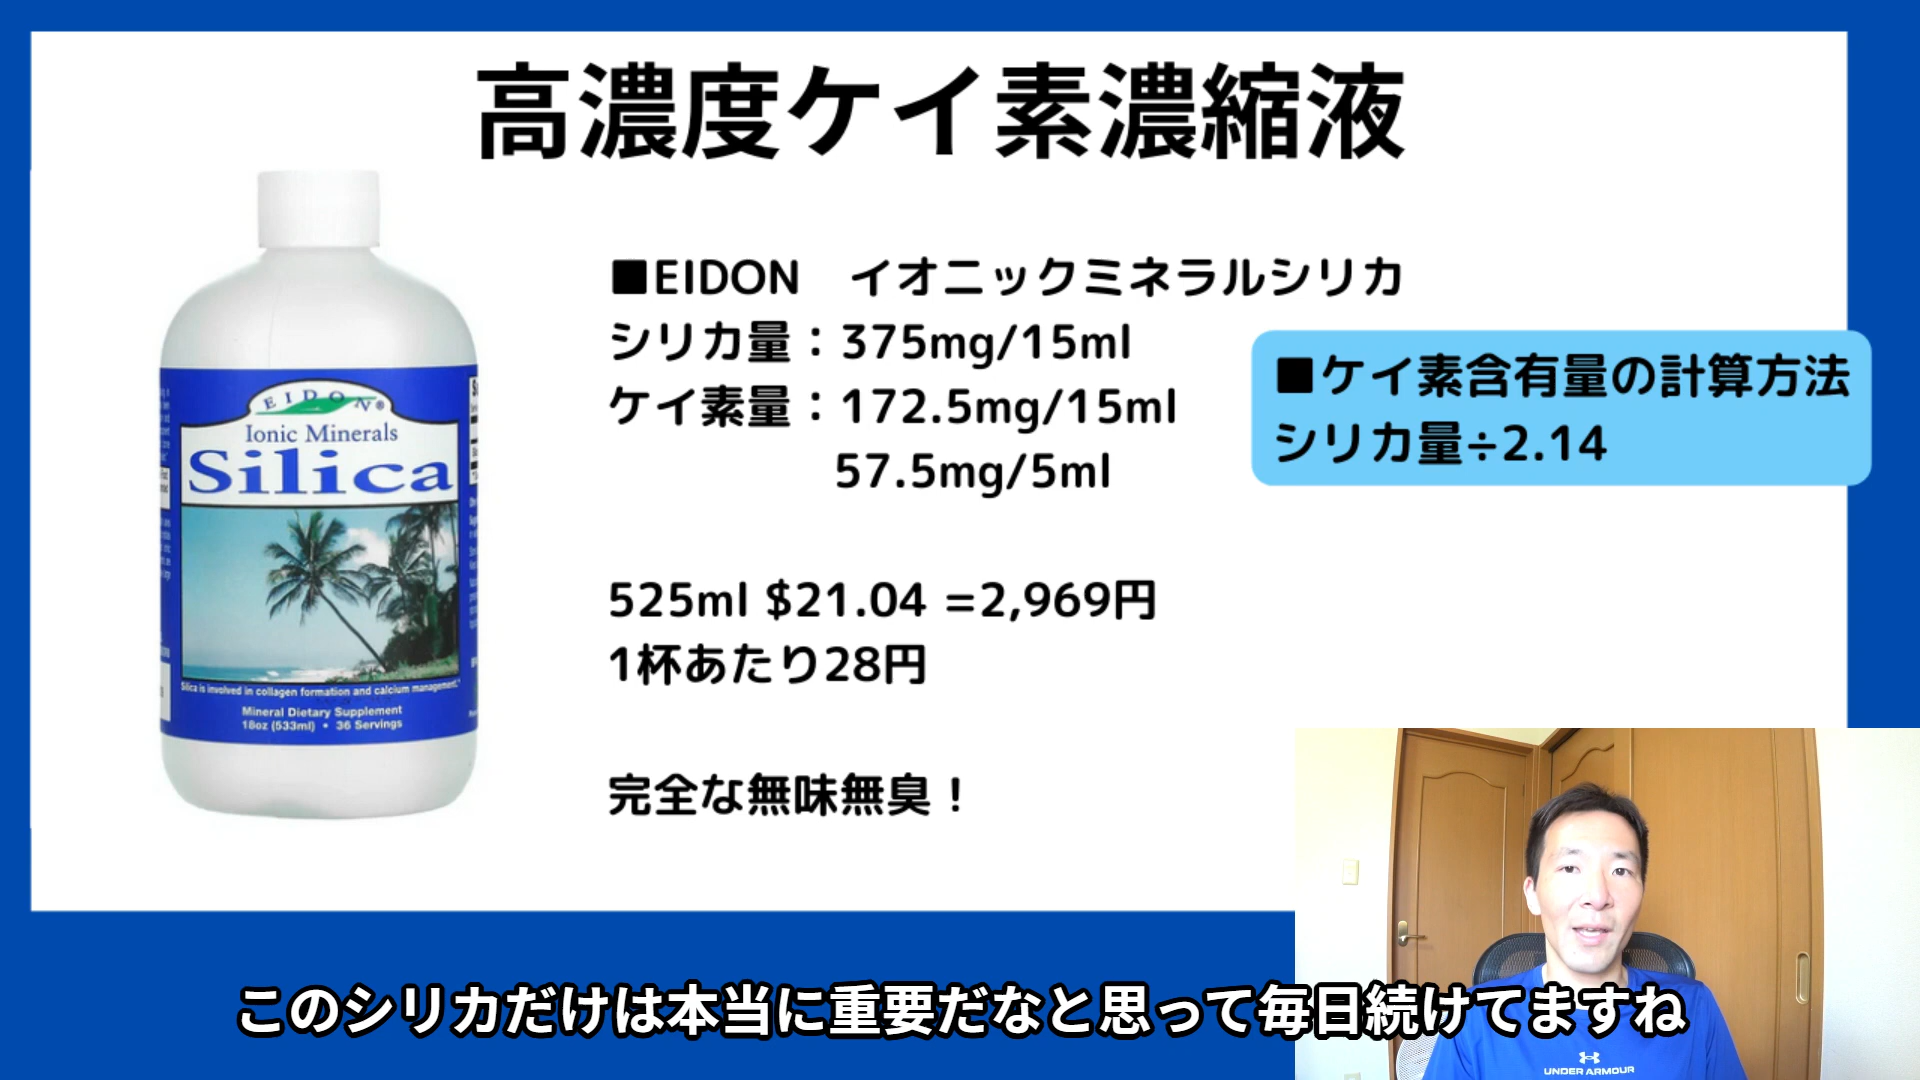 高濃度ケイ素濃縮液
■EIDON　イオニックミネラルシリカ
シリカ量：375mg/15ml
ケイ素量：172.5mg/15ml
57.5mg/5ml
■ケイ素含有量の計算方法
シリカ量÷2.14
525ml $21.04 =2,969円
1杯あたり28円
完全な無味無臭！
EIDON®
Ionic Minerals
Silica
Silica is involved in collagen formation and calcium management.*
Mineral Dietary Supplement
18oz (533ml) • 36 Servings
このシリカだけは本当に重要だなと思って毎日続けてますね
UNDER ARMOUR